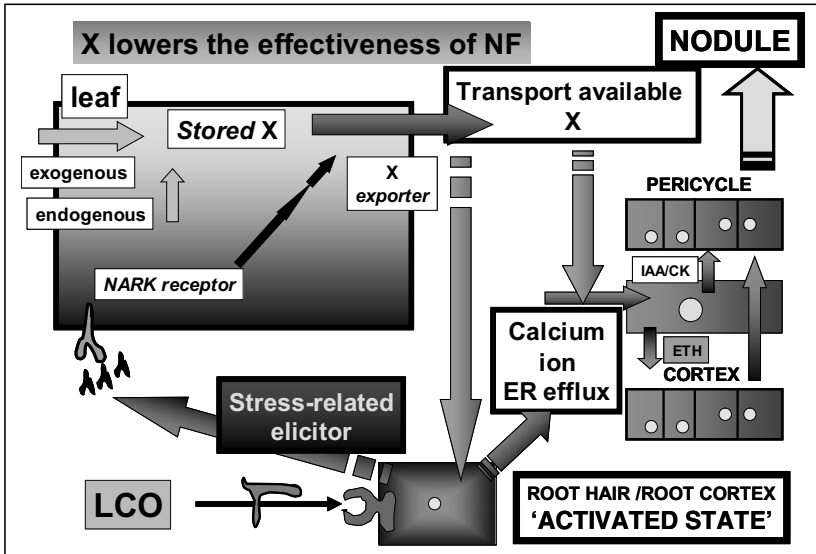 X lowers the effectiveness of NF
NODULE
leaf
Stored X
Transport available
X
exogenous
endogenous
X
exporter
PERICYCLE
NARK receptor
IAA/CK
Calcium
ion
ER efflux
ETH
CORTEX
Stress-related
elicitor
LCO
ROOT HAIR /ROOT CORTEX
‘ACTIVATED STATE’